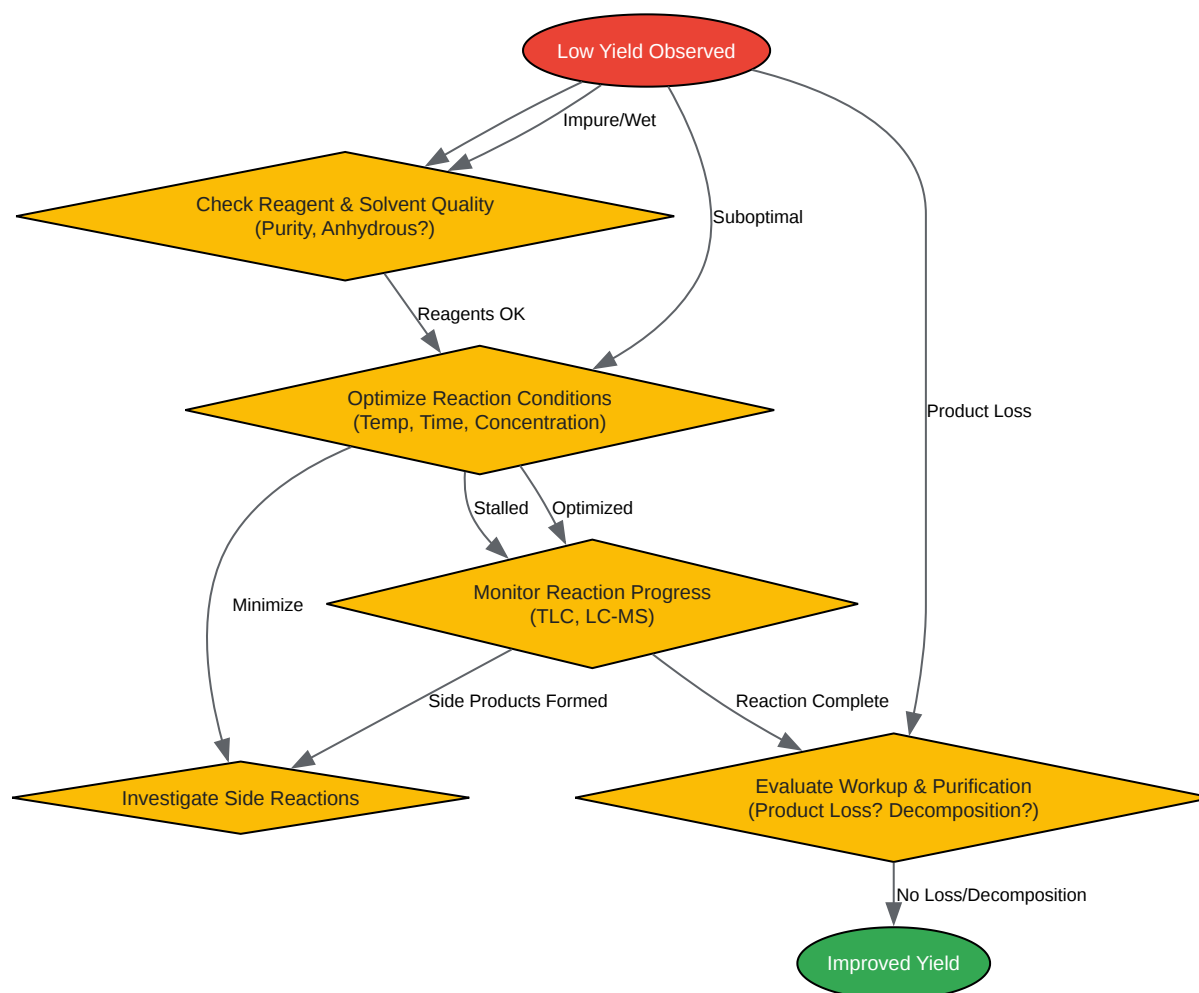 Low Yield Observed
Impure/Wet
Check Reagent & Solvent Quality
(Purity, Anhydrous?)
Suboptimal
Reagents OK
Optimize Reaction Conditions
(Temp, Time, Concentration)
Product Loss
Stalled
Optimized
Monitor Reaction Progress
(TLC, LC-MS)
Minimize
Side Products Formed
Reaction Complete
Investigate Side Reactions
Evaluate Workup & Purification
(Product Loss? Decomposition?)
No Loss/Decomposition
Improved Yield